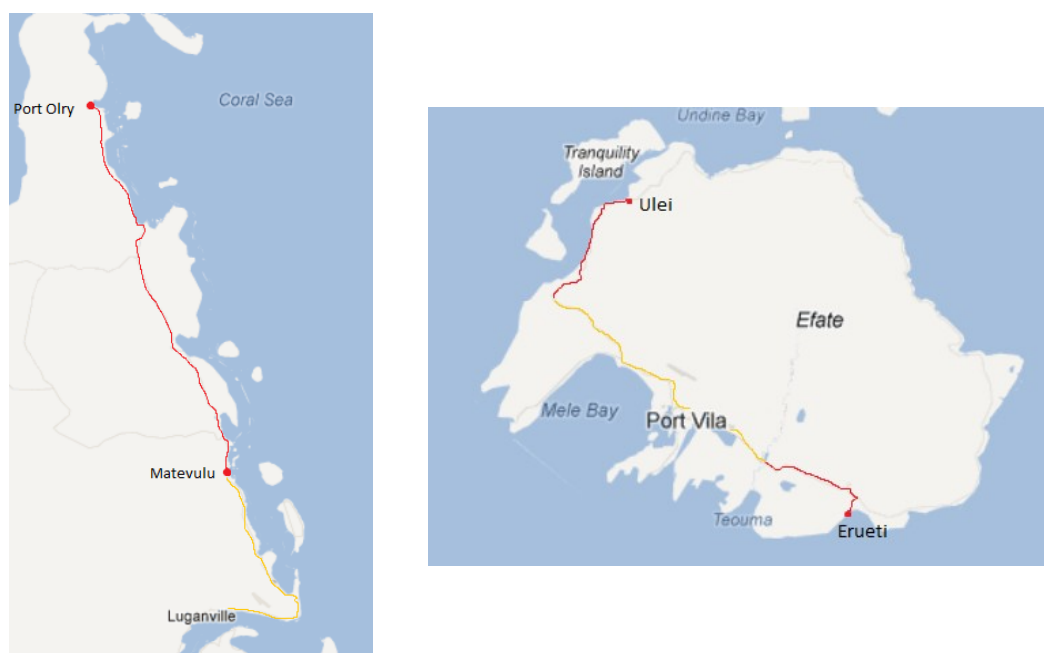 Coral Sea
Port Olry
Matevulu
Luganville
Undine Bay
Tranquility
Island
Ulei
Efate
Mele Bay
Port Vila
Teouma
Erueti